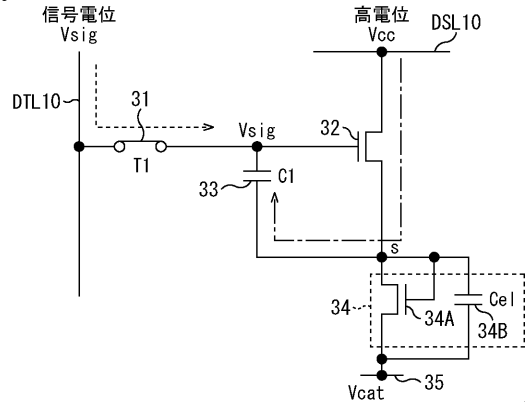 信号電位
Vsig
高電位
Vcc
DSL10
DTL10
31
Vsig
32
T1
33
C1
s
34
34A
Cel
34B
35
Vcat